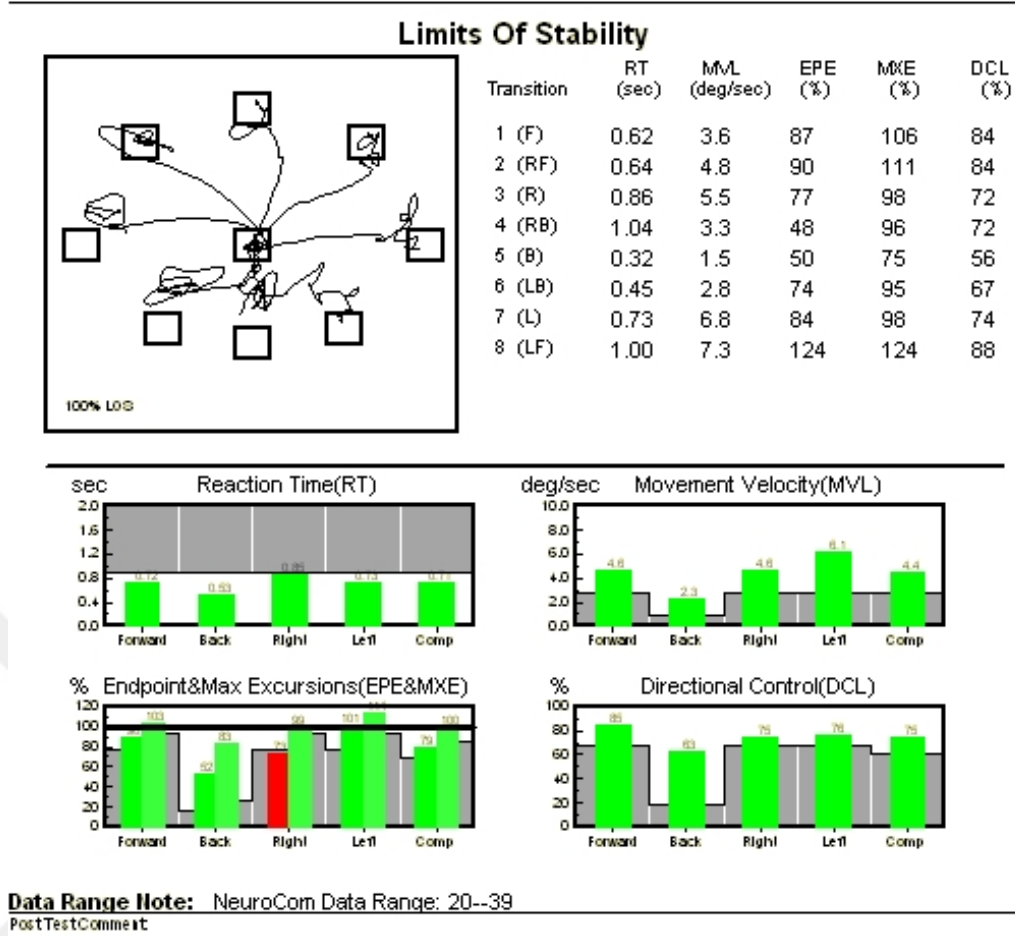 Limits Of Stability
Transition RT (sec) MVL (deg/sec) EPE (%) MXE (%) DCL (%)
1 (F) 0.62 3.6 87 106 84
2 (RF) 0.64 4.8 90 111 84
3 (R) 0.86 5.5 77 98 72
4 (RB) 1.04 3.3 48 96 72
5 (B) 0.32 1.5 50 75 56
6 (LB) 0.45 2.8 74 95 67
7 (L) 0.73 6.8 84 98 74
8 (LF) 1.00 7.3 124 124 88
100% LOS
sec Reaction Time(RT)
2.0
1.6
1.2
0.8
0.4
0.0
0.72 0.53 0.86 0.73 0.71
Forward Back Right Left Comp
deg/sec Movement Velocity(MVL)
10.0
8.0
6.0
4.0
2.0
0.0
4.6 2.3 4.6 6.1 4.4
Forward Back Right Left Comp
% Endpoint&Max Excursions(EPE&MXE)
120
100
80
60
40
20
0
103 52 83 99 101 79 100
Forward Back Right Left Comp
% Directional Control(DCL)
100
80
60
40
20
0
85 63 75 76 75
Forward Back Right Left Comp
Data Range Note: NeuroCom Data Range: 20--39
PostTestComment